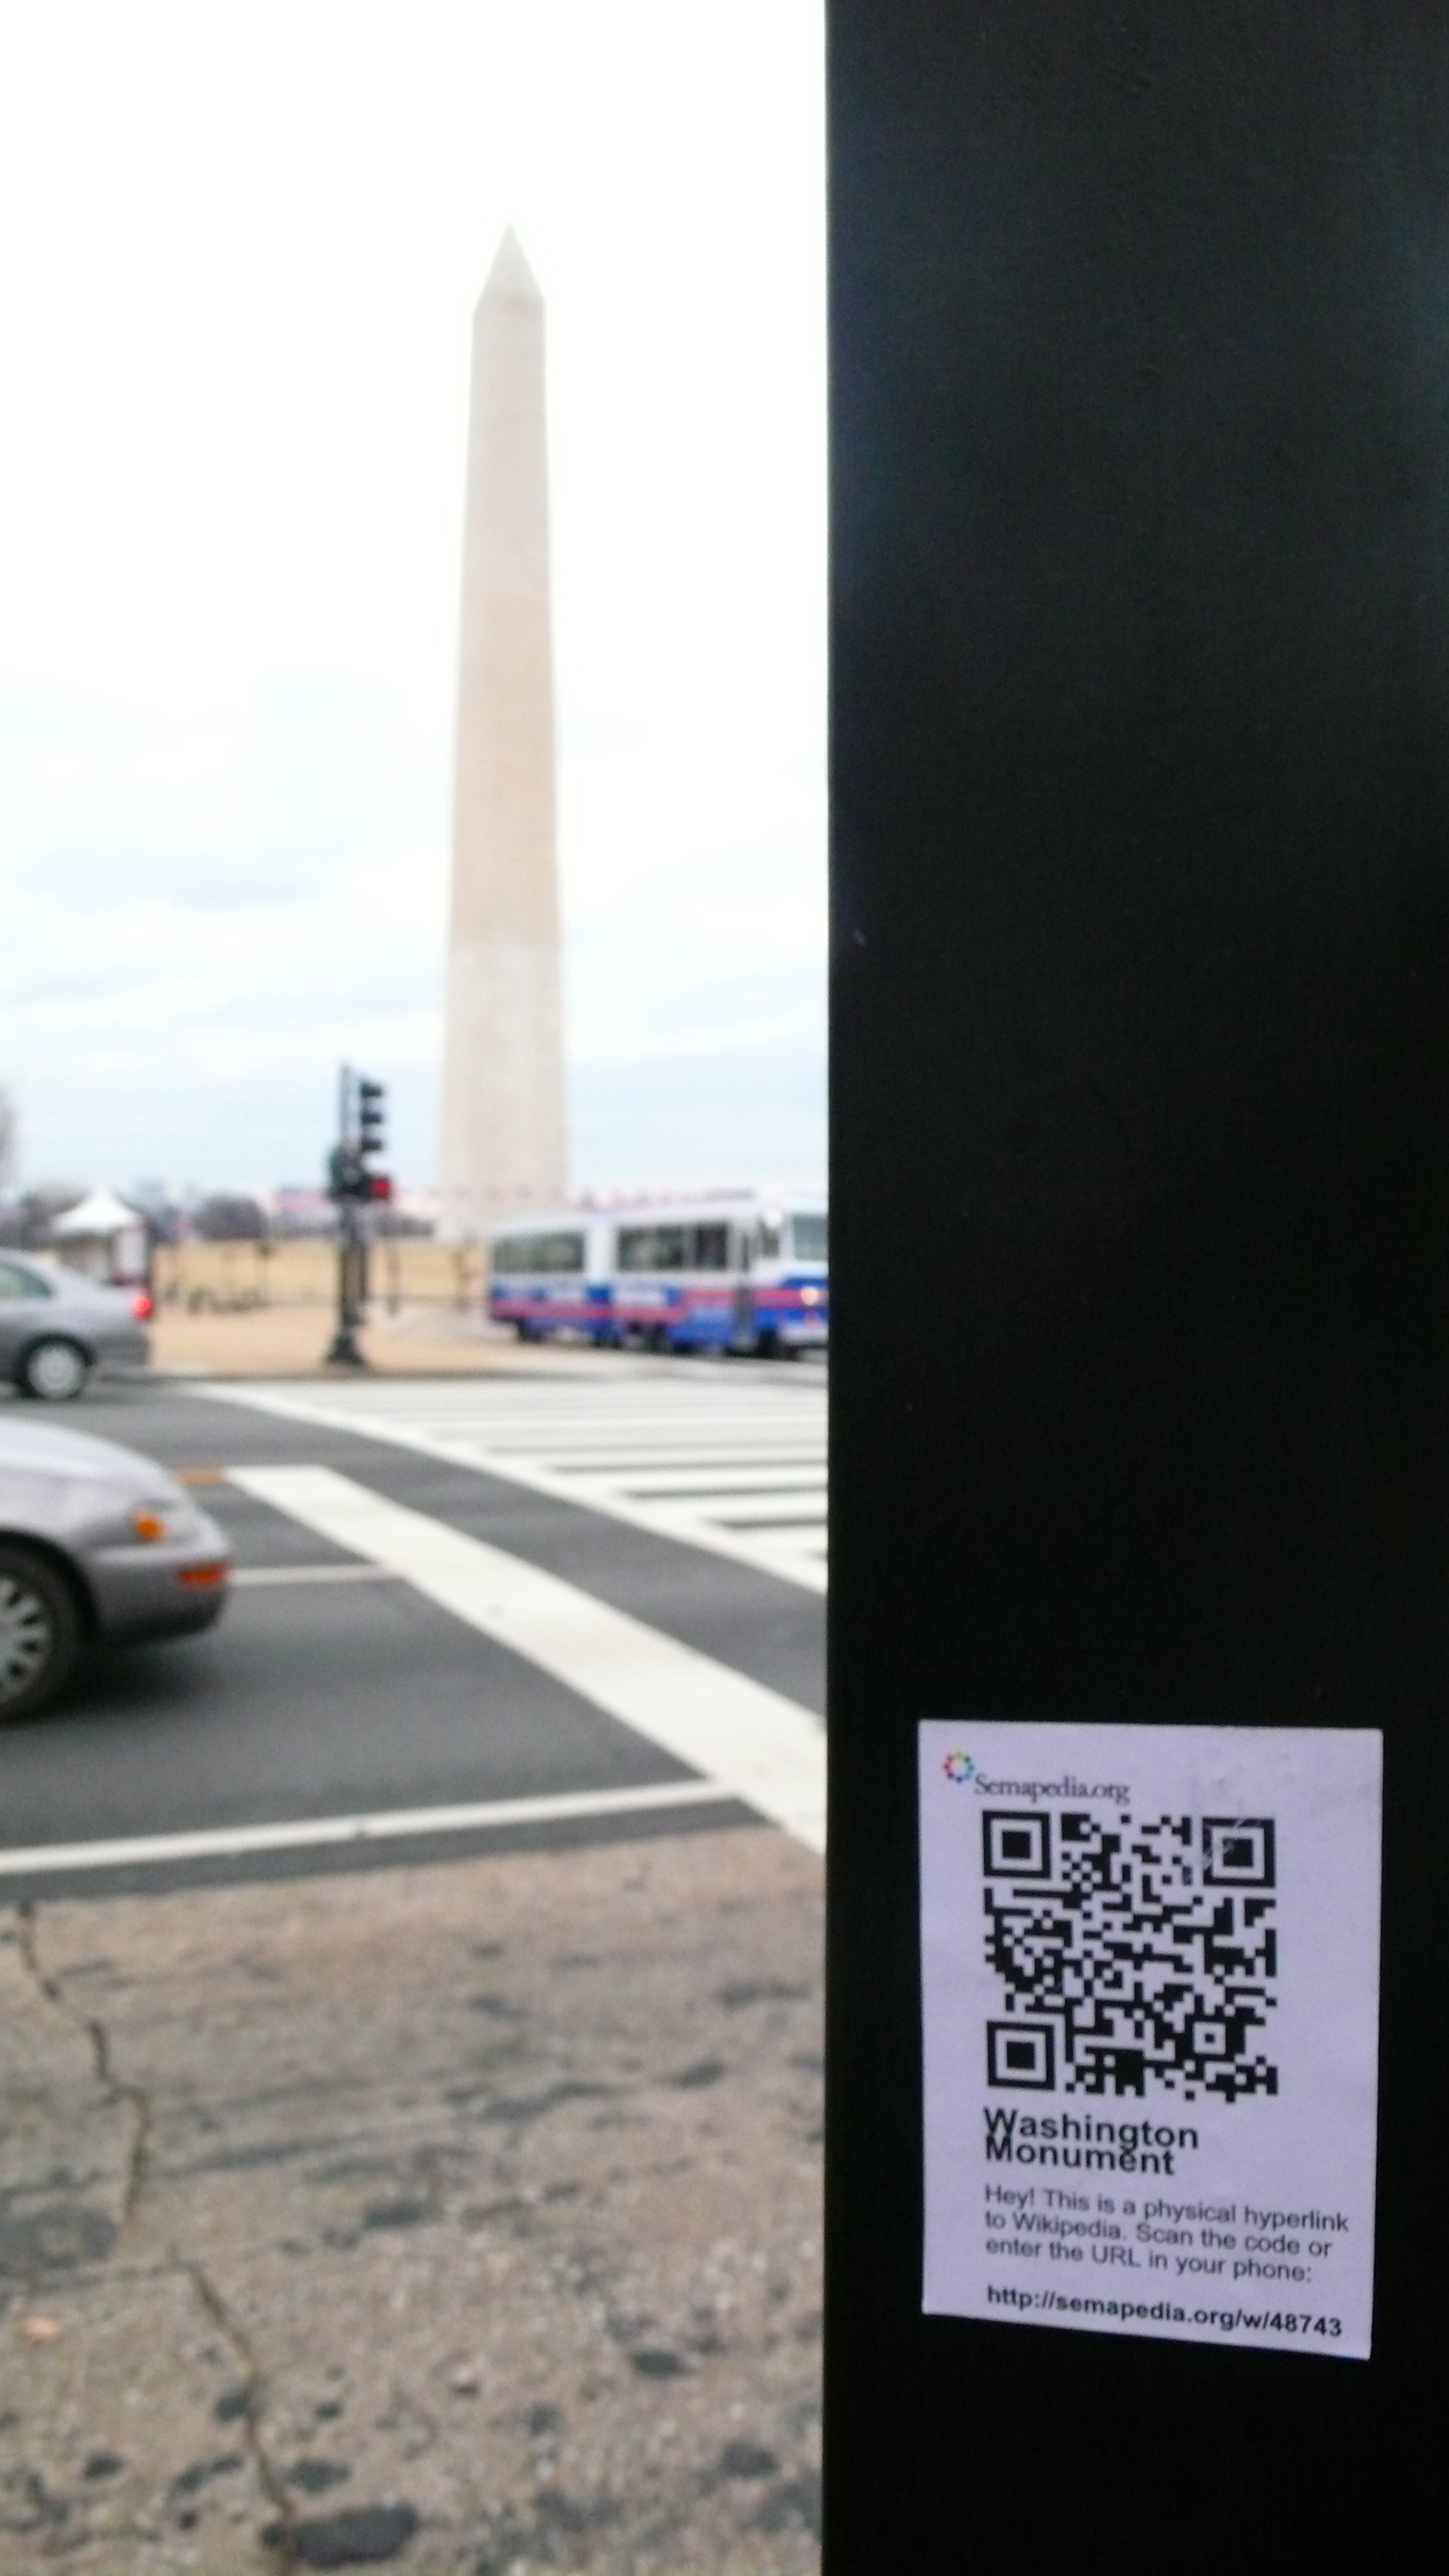 Semapedia.org
Washington
Monument
Hey! This is a physical hyperlink
to Wikipedia. Scan the code or
enter the URL in your phone:
http://semapedia.org/w/48743